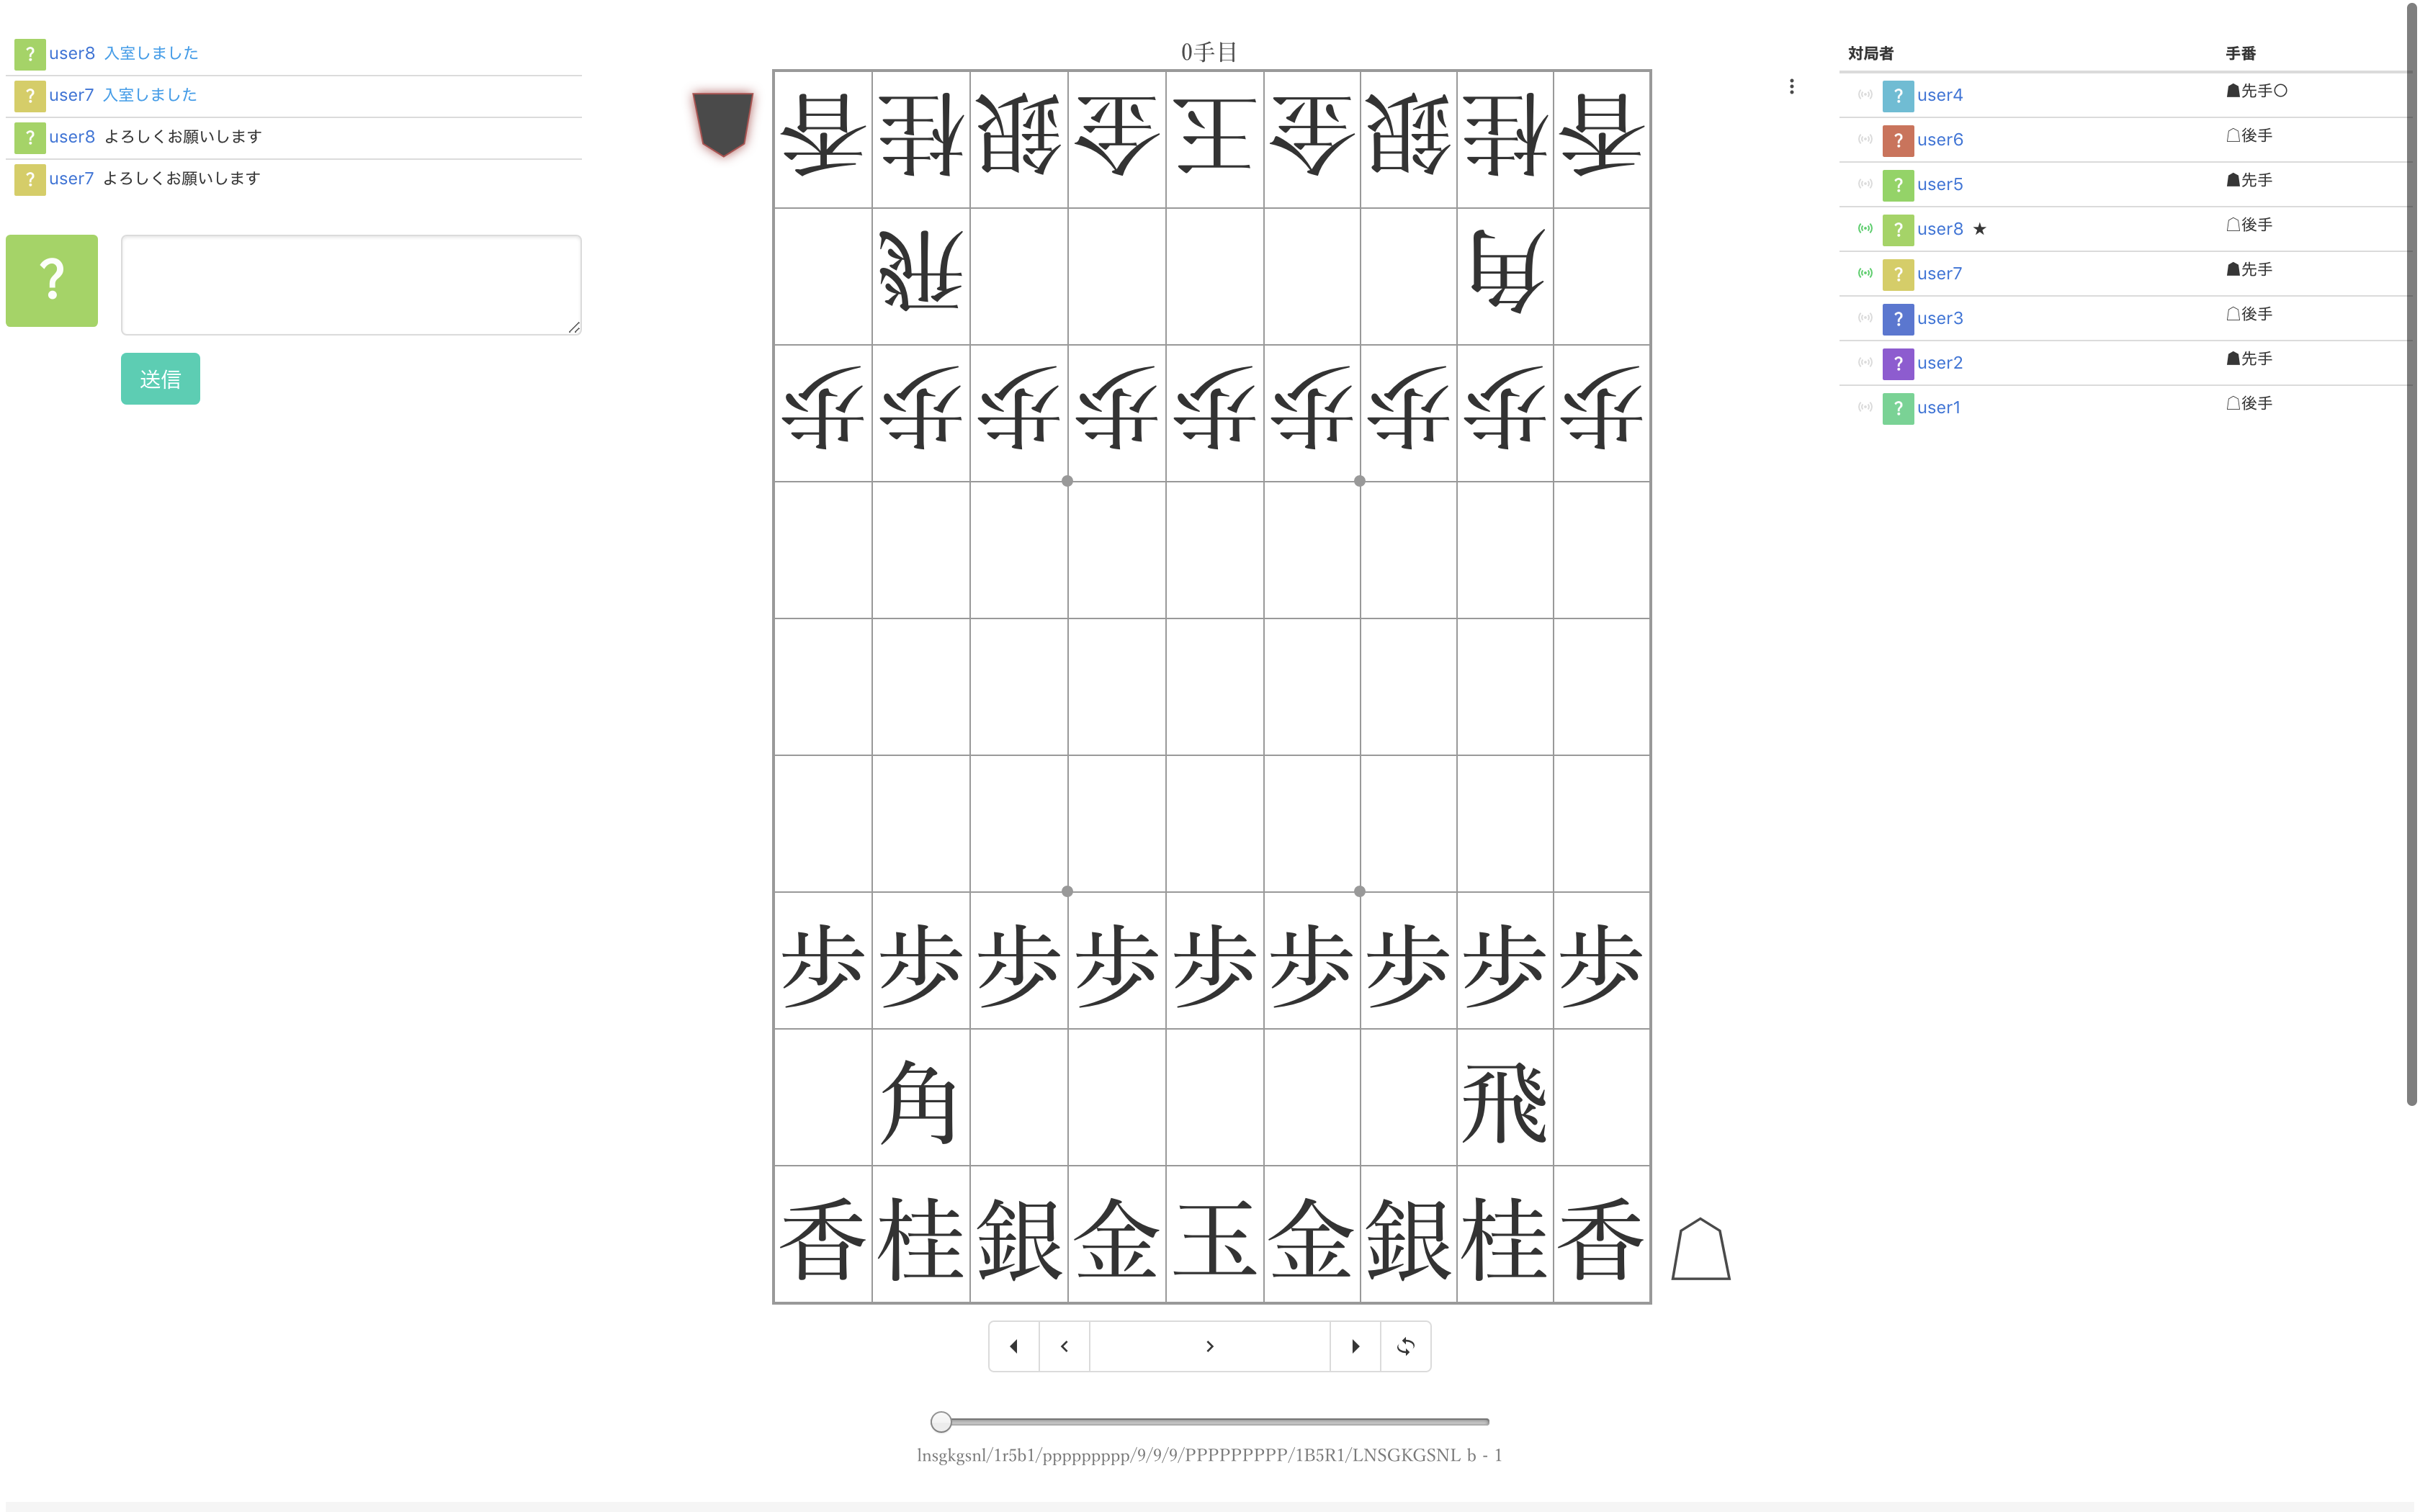 ? user8 入室しました
? user7 入室しました
? user8 よろしくお願いします
? user7 よろしくお願いします
?
送信
0手目
香桂銀金玉金銀桂香
飛角
歩歩歩歩歩歩歩歩歩
歩歩歩歩歩歩歩歩歩
角飛
香桂銀金玉金銀桂香
lnsgkgsnl/1r5b1/ppppppppp/9/9/9/PPPPPPPPP/1B5R1/LNSGKGSNL b - 1
対局者 手番
? user4 ☗先手○
? user6 ☖後手
? user5 ☗先手
? user8 ★ ☖後手
? user7 ☗先手
? user3 ☖後手
? user2 ☗先手
? user1 ☖後手